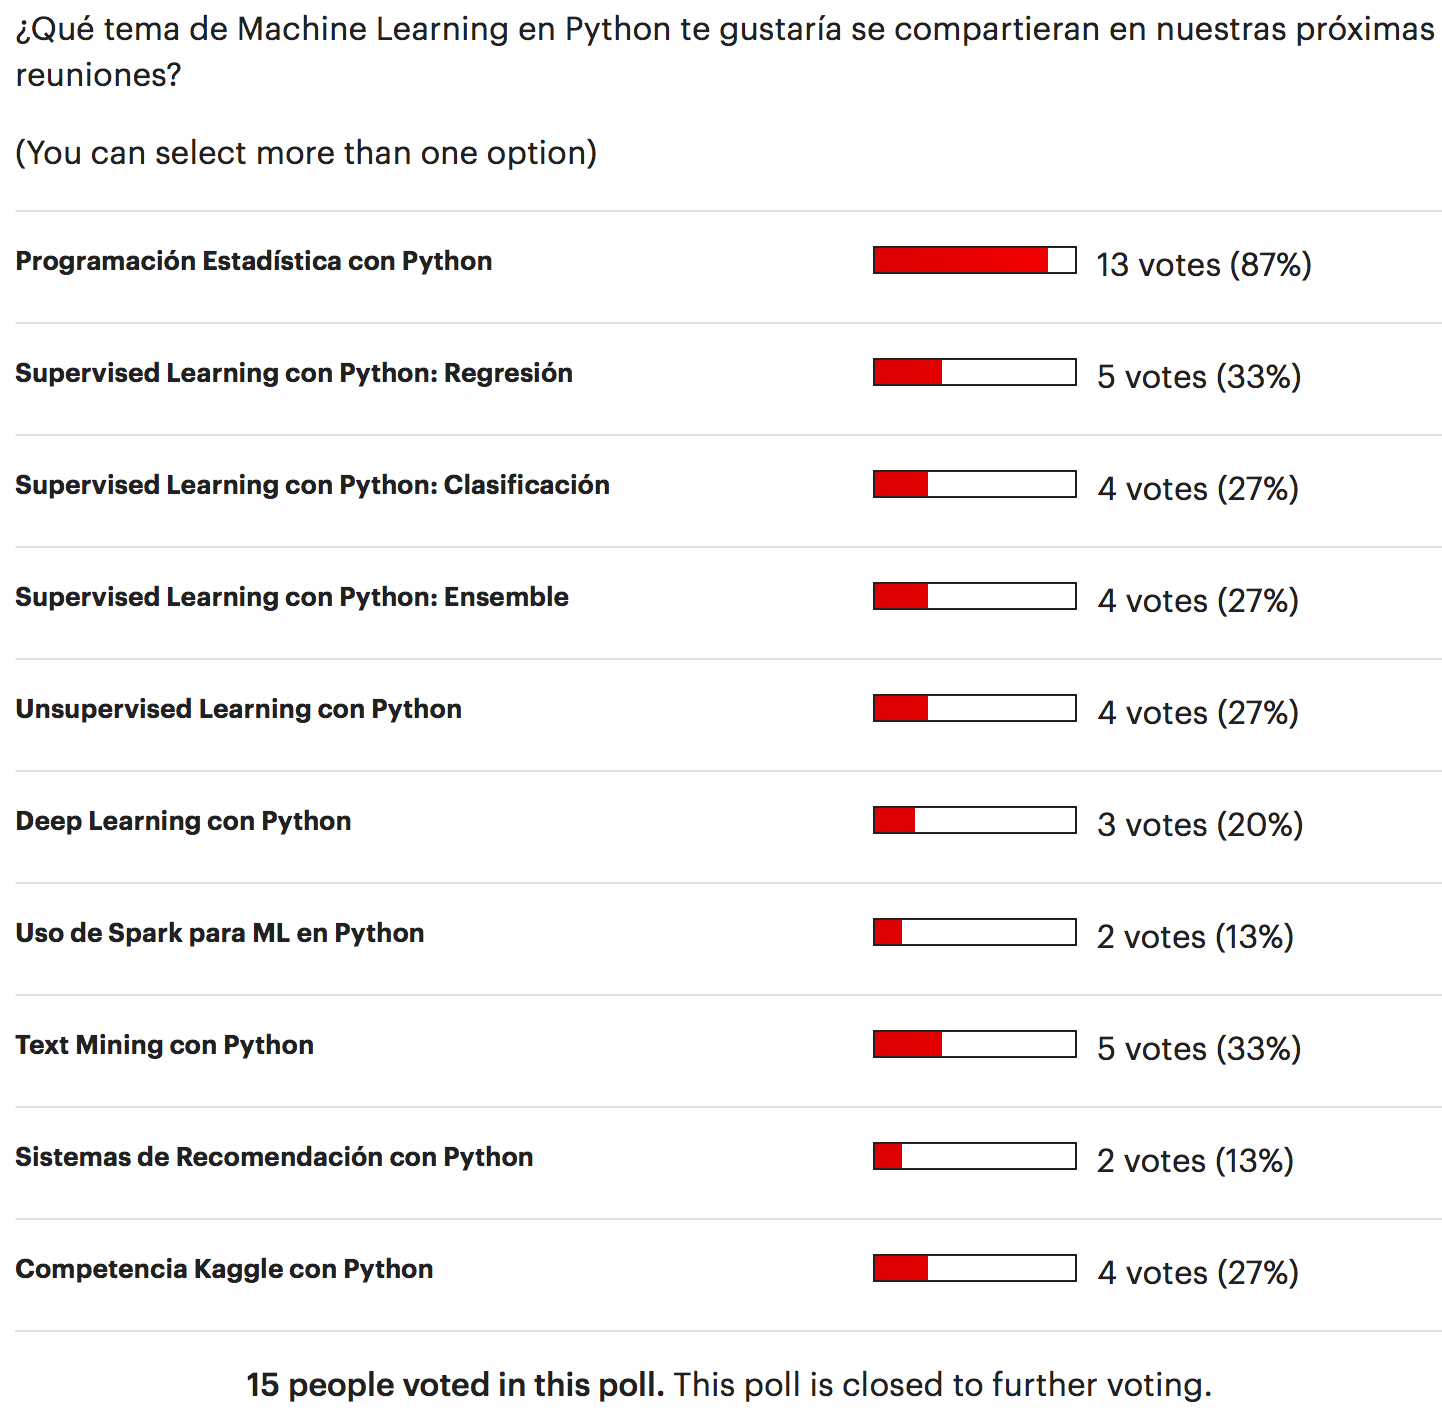 ¿Qué tema de Machine Learning en Python te gustaría se compartieran en nuestras próximas
reuniones?
(You can select more than one option)
Programación Estadística con Python 13 votes (87%)
Supervised Learning con Python: Regresión 5 votes (33%)
Supervised Learning con Python: Clasificación 4 votes (27%)
Supervised Learning con Python: Ensemble 4 votes (27%)
Unsupervised Learning con Python 4 votes (27%)
Deep Learning con Python 3 votes (20%)
Uso de Spark para ML en Python 2 votes (13%)
Text Mining con Python 5 votes (33%)
Sistemas de Recomendación con Python 2 votes (13%)
Competencia Kaggle con Python 4 votes (27%)
15 people voted in this poll. This poll is closed to further voting.